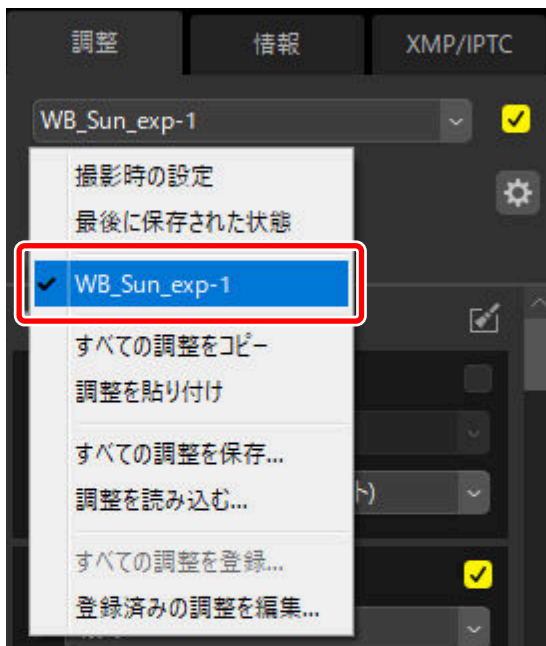 調整
情報
XMP/IPTC
WB_Sun_exp-1
撮影時の設定
最後に保存された状態
WB_Sun_exp-1
すべての調整をコピー
調整を貼り付け
すべての調整を保存...
調整を読み込む...
ト)
すべての調整を登録...
登録済みの調整を編集...